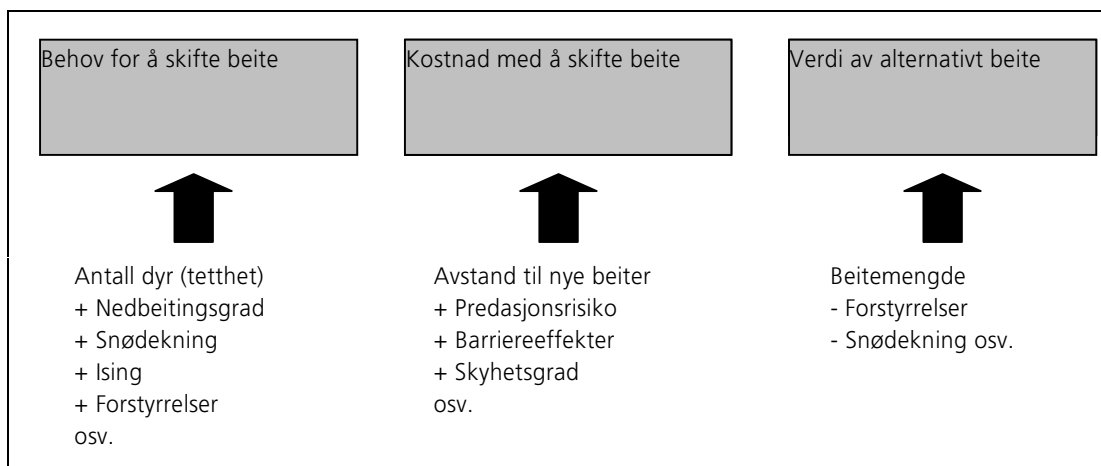 Behov for å skifte beite
Kostnad med å skifte beite
Verdi av alternativt beite
Antall dyr (tetthet)
+ Nedbeitingsgrad
+ Snødekning
+ Ising
+ Forstyrrelser
osv.
Avstand til nye beiter
+ Predasjonsrisiko
+ Barriereeffekter
+ Skyhetsgrad
osv.
Beitemengde
- Forstyrrelser
- Snødekning osv.